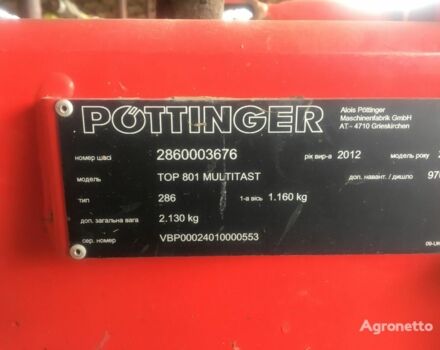 PÖTTINGER
Alois Pöttinger
Maschinenfabrik GmbH
AT- 4710 Grieskirchen
номер шасі 2860003676 рік вир-а 2012 модель року
модель TOP 801 MULTITAST доп. навант. / дишло 970
тип 286 1-а вісь 1.160 kg
доп. загальна вага 2.130 kg
сер. номер VBP00024010000553
Agronetto